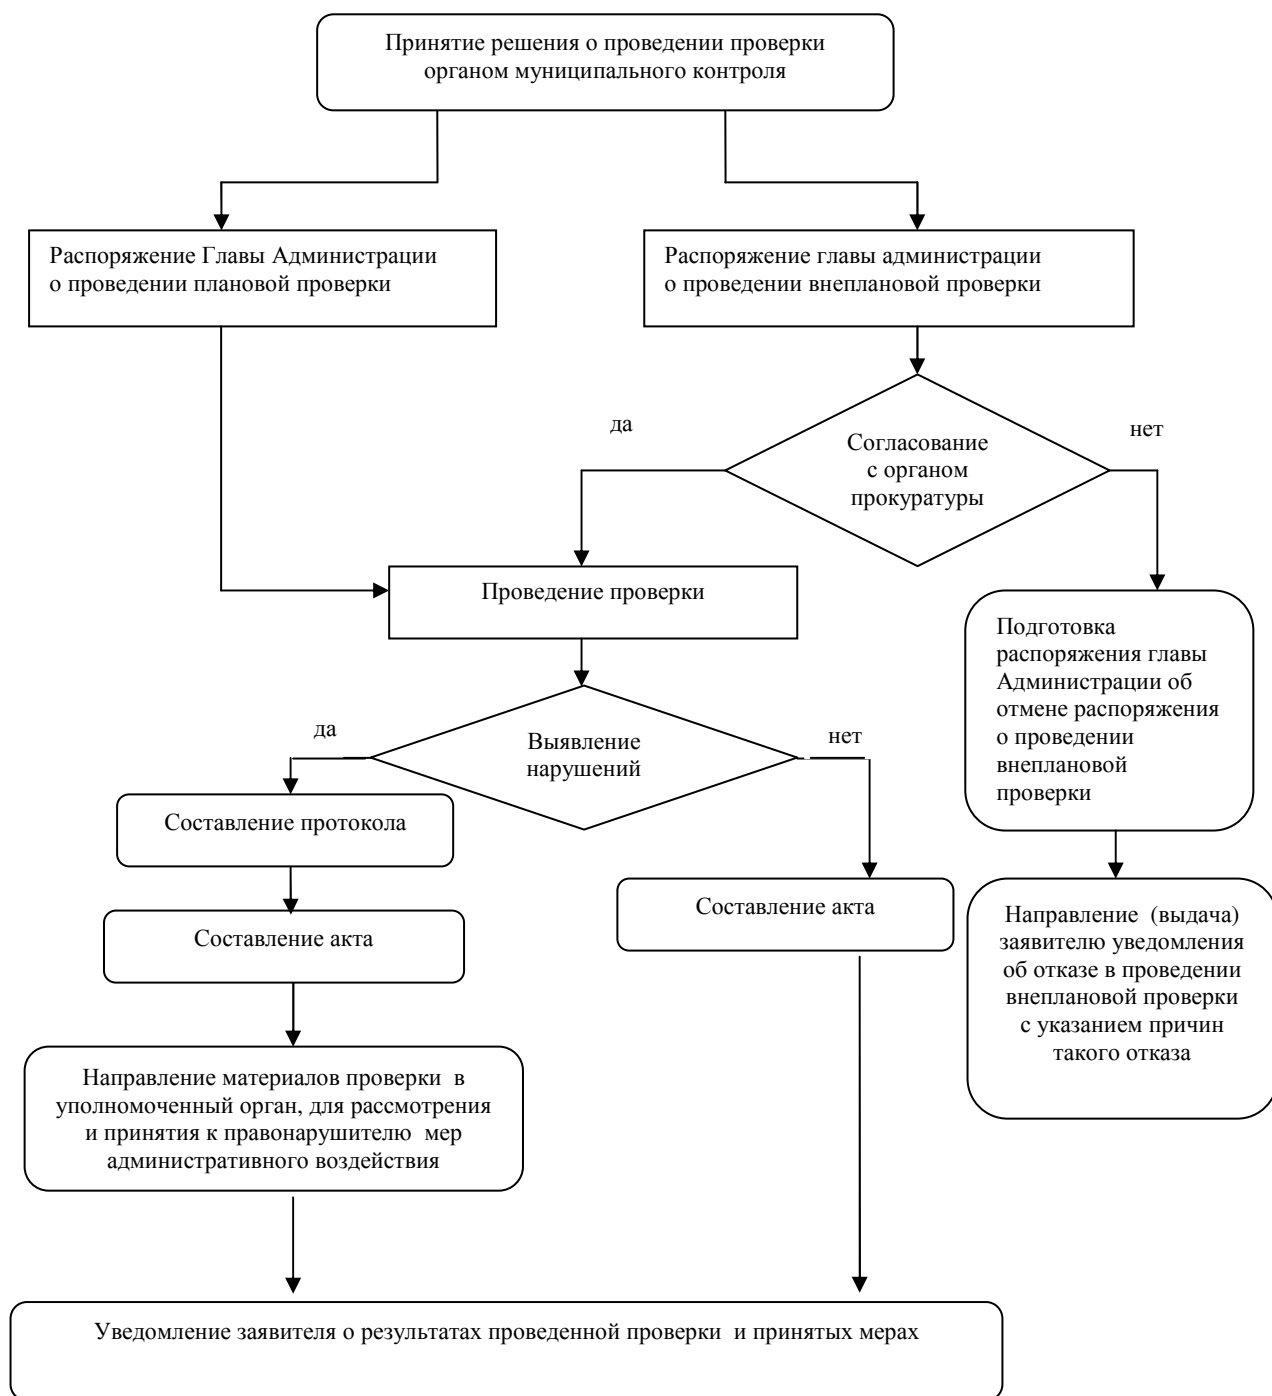 Принятие решения о проведении проверки
органом муниципального контроля
Распоряжение Главы Администрации
о проведении плановой проверки
Распоряжение главы администрации
о проведении внеплановой проверки
да
нет
Согласование
с органом
прокуратуры
Проведение проверки
Подготовка
распоряжения главы
Администрации об
отмене распоряжения
о проведении
внеплановой
проверки
да
нет
Выявление
нарушений
Составление протокола
Составление акта
Составление акта
Направление (выдача)
заявителю уведомления
об отказе в проведении
внеплановой проверки
с указанием причин
такого отказа
Направление материалов проверки в
уполномоченный орган, для рассмотрения
и принятия к правонарушителю мер
административного воздействия
Уведомление заявителя о результатах проведенной проверки и принятых мерах